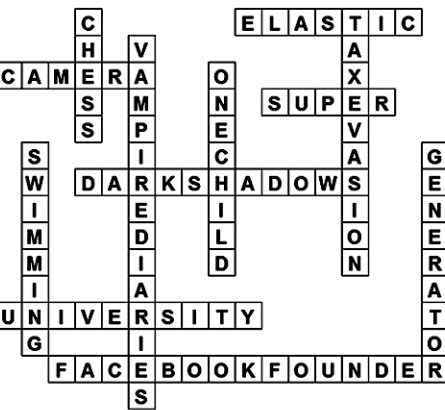 CHESS
ELASTIC
TAXEVASION
VAMPIREDIARIES
CAMERA
ONECHILD
SUPER
SWIMMING
GENERATOR
DARKSHADOWS
UNIVERSITY
FACEBOOKFOUNDER